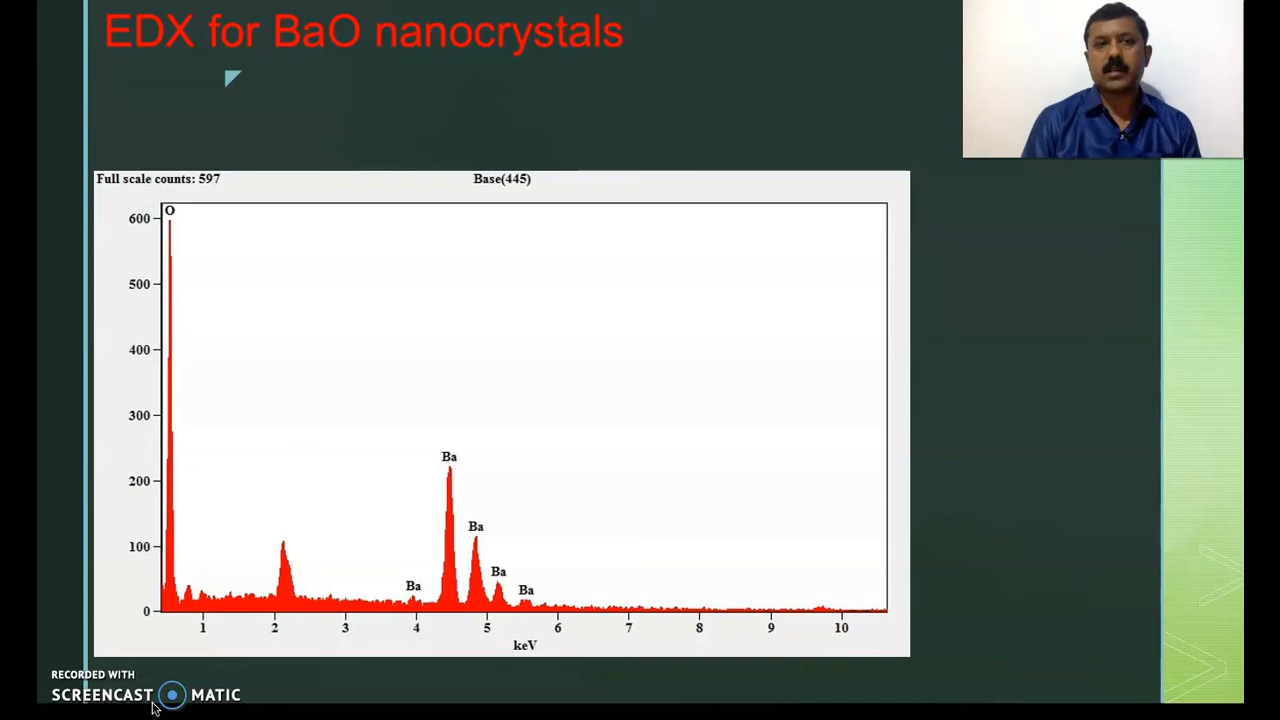 EDX for BaO nanocrystals
Full scale counts: 597 Base(445)
O
600
500
400
300
200
100
0
Ba
Ba
Ba
Ba
Ba
1 2 3 4 5 6 7 8 9 10
keV
RECORDED WITH
SCREENCAST MATIC